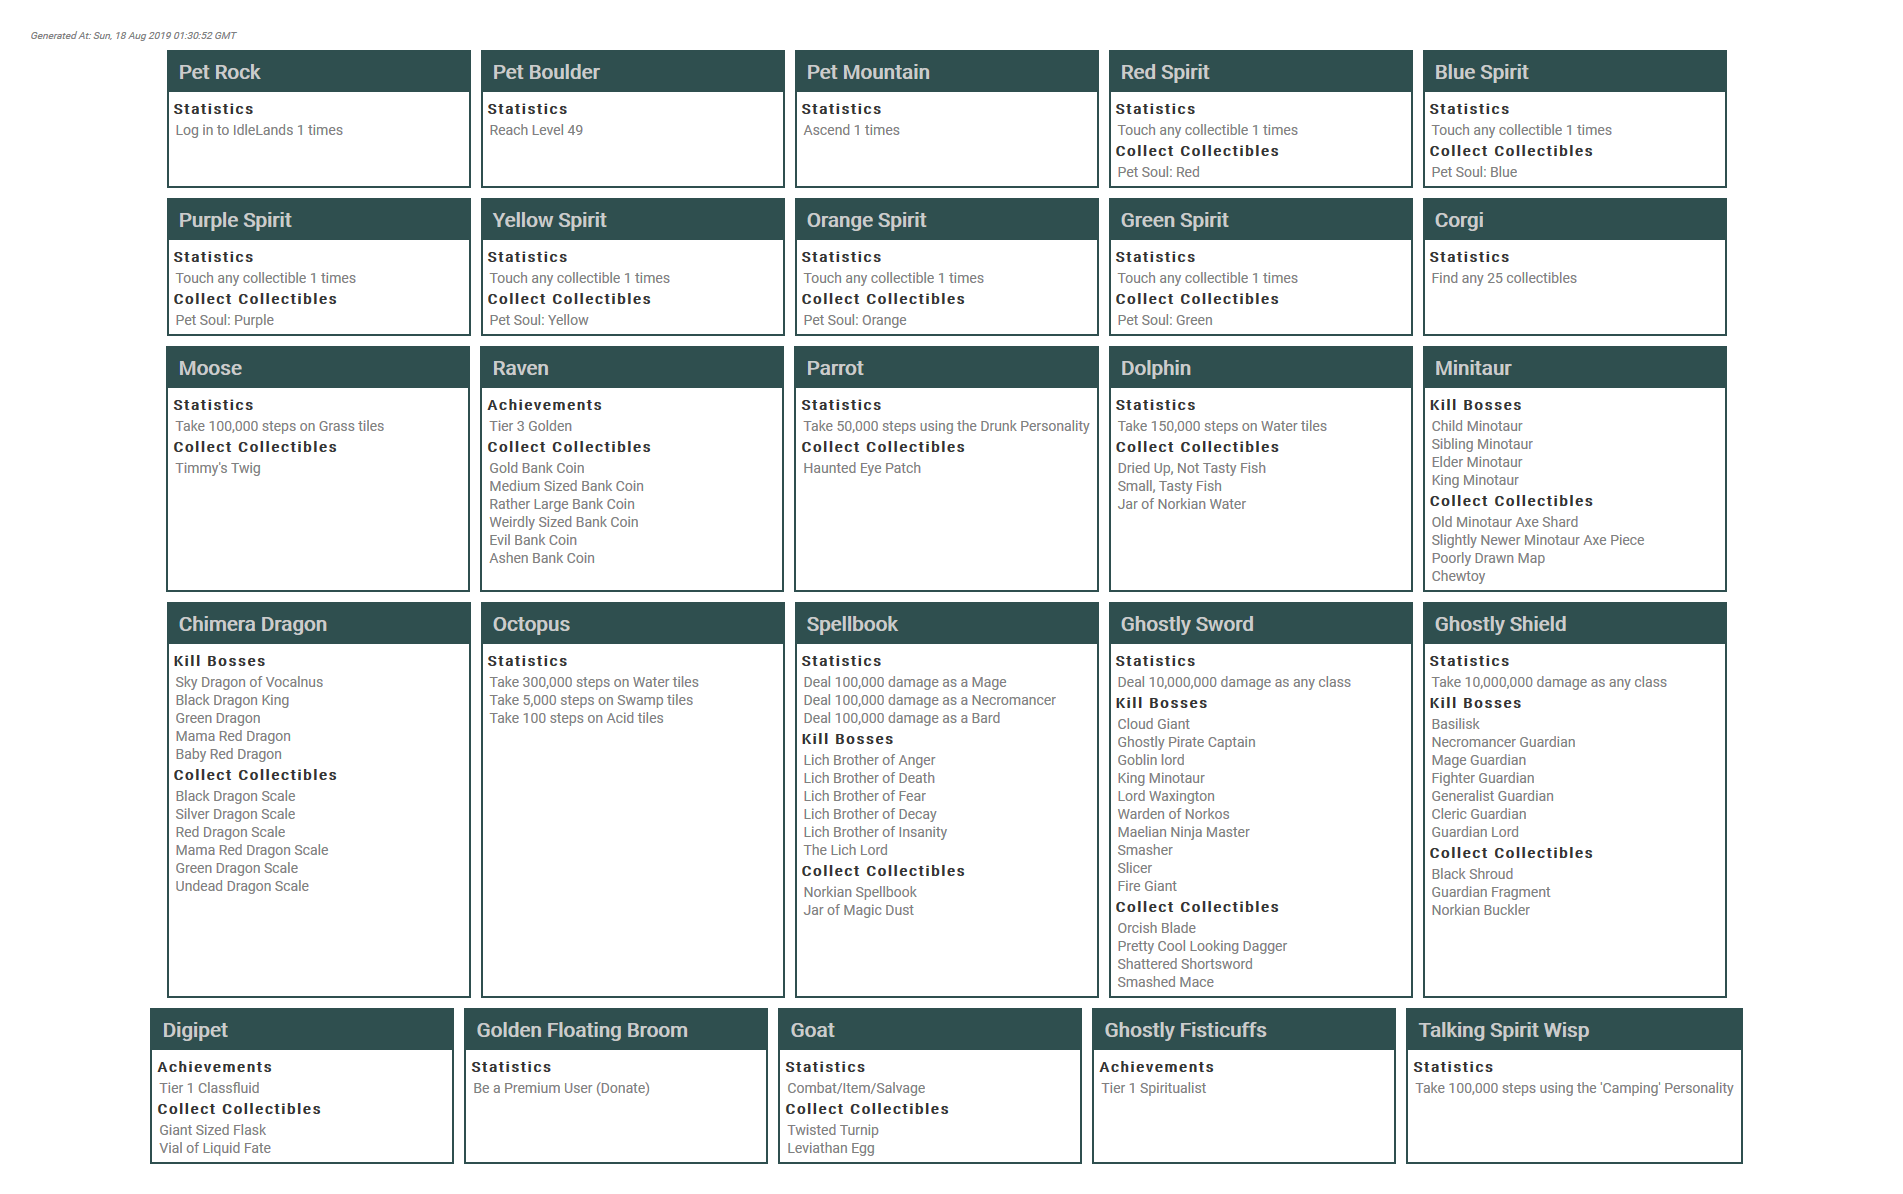 Generated At: Sun, 18 Aug 2019 01:30:52 GMT
Pet Rock
Statistics
Log in to IdleLands 1 times
Pet Boulder
Statistics
Reach Level 49
Pet Mountain
Statistics
Ascend 1 times
Red Spirit
Statistics
Touch any collectible 1 times
Collect Collectibles
Pet Soul: Red
Blue Spirit
Statistics
Touch any collectible 1 times
Collect Collectibles
Pet Soul: Blue
Purple Spirit
Statistics
Touch any collectible 1 times
Collect Collectibles
Pet Soul: Purple
Yellow Spirit
Statistics
Touch any collectible 1 times
Collect Collectibles
Pet Soul: Yellow
Orange Spirit
Statistics
Touch any collectible 1 times
Collect Collectibles
Pet Soul: Orange
Green Spirit
Statistics
Touch any collectible 1 times
Collect Collectibles
Pet Soul: Green
Corgi
Statistics
Find any 25 collectibles
Moose
Statistics
Take 100,000 steps on Grass tiles
Collect Collectibles
Timmy's Twig
Raven
Achievements
Tier 3 Golden
Collect Collectibles
Gold Bank Coin
Medium Sized Bank Coin
Rather Large Bank Coin
Weirdly Sized Bank Coin
Evil Bank Coin
Ashen Bank Coin
Parrot
Statistics
Take 50,000 steps using the Drunk Personality
Collect Collectibles
Haunted Eye Patch
Dolphin
Statistics
Take 150,000 steps on Water tiles
Collect Collectibles
Dried Up, Not Tasty Fish
Small, Tasty Fish
Jar of Norkian Water
Minitaur
Kill Bosses
Child Minotaur
Sibling Minotaur
Elder Minotaur
King Minotaur
Collect Collectibles
Old Minotaur Axe Shard
Slightly Newer Minotaur Axe Piece
Poorly Drawn Map
Chewtoy
Chimera Dragon
Kill Bosses
Sky Dragon of Vocalnus
Black Dragon King
Green Dragon
Mama Red Dragon
Baby Red Dragon
Collect Collectibles
Black Dragon Scale
Silver Dragon Scale
Red Dragon Scale
Mama Red Dragon Scale
Green Dragon Scale
Undead Dragon Scale
Octopus
Statistics
Take 300,000 steps on Water tiles
Take 5,000 steps on Swamp tiles
Take 100 steps on Acid tiles
Spellbook
Statistics
Deal 100,000 damage as a Mage
Deal 100,000 damage as a Necromancer
Deal 100,000 damage as a Bard
Kill Bosses
Lich Brother of Anger
Lich Brother of Death
Lich Brother of Fear
Lich Brother of Decay
Lich Brother of Insanity
The Lich Lord
Collect Collectibles
Norkian Spellbook
Jar of Magic Dust
Ghostly Sword
Statistics
Deal 10,000,000 damage as any class
Kill Bosses
Cloud Giant
Ghostly Pirate Captain
Goblin lord
King Minotaur
Lord Waxington
Warden of Norkos
Maelian Ninja Master
Smasher
Slicer
Fire Giant
Collect Collectibles
Orcish Blade
Pretty Cool Looking Dagger
Shattered Shortsword
Smashed Mace
Ghostly Shield
Statistics
Take 10,000,000 damage as any class
Kill Bosses
Basilisk
Necromancer Guardian
Mage Guardian
Fighter Guardian
Generalist Guardian
Cleric Guardian
Guardian Lord
Collect Collectibles
Black Shroud
Guardian Fragment
Norkian Buckler
Digipet
Achievements
Tier 1 Classfluid
Collect Collectibles
Giant Sized Flask
Vial of Liquid Fate
Golden Floating Broom
Statistics
Be a Premium User (Donate)
Goat
Statistics
Combat/Item/Salvage
Collect Collectibles
Twisted Turnip
Leviathan Egg
Ghostly Fisticuffs
Achievements
Tier 1 Spiritualist
Talking Spirit Wisp
Statistics
Take 100,000 steps using the 'Camping' Personality